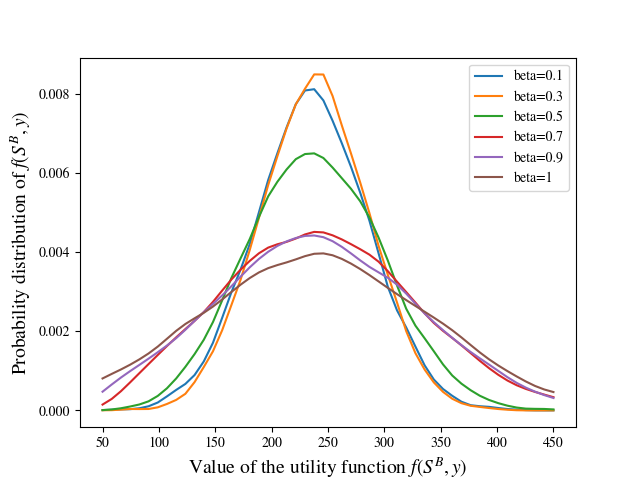 0.008
0.006
0.004
0.002
0.000
Probability distribution of f(S^B, y)
beta=0.1
beta=0.3
beta=0.5
beta=0.7
beta=0.9
beta=1
50 100 150 200 250 300 350 400 450
Value of the utility function f(S^B, y)